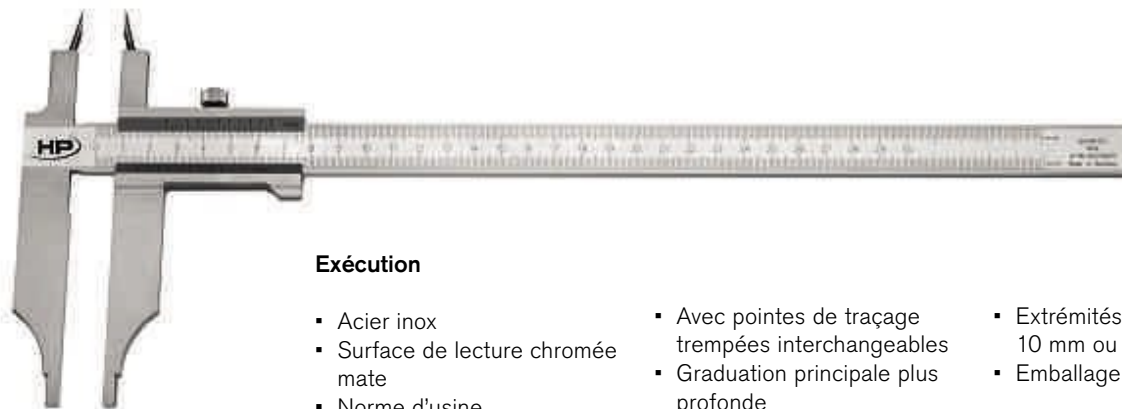 HP
Exécution
▪ Acier inox
▪ Surface de lecture chromée
mate
▪ Norme d'usine
▪ Avec pointes de traçage
trempées interchangeables
▪ Graduation principale plus
profonde
▪ Extrémités
10 mm ou
▪ Emballage